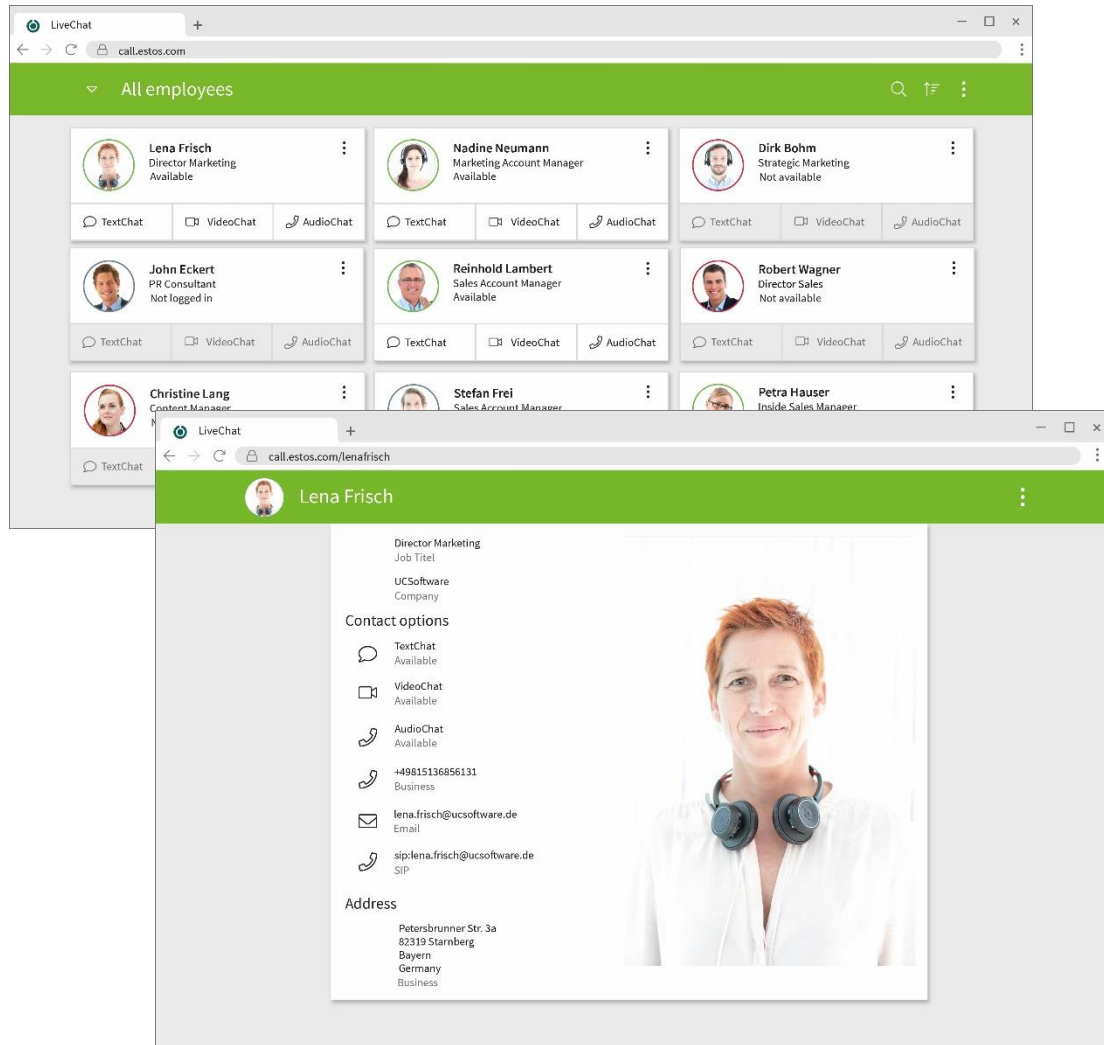 LiveChat
call.estos.com
All employees
Lena Frisch
Director Marketing
Available
TextChat
VideoChat
AudioChat
Nadine Neumann
Marketing Account Manager
Available
TextChat
VideoChat
AudioChat
Dirk Bohm
Strategic Marketing
Not available
TextChat
VideoChat
AudioChat
John Eckert
PR Consultant
Not logged in
TextChat
VideoChat
AudioChat
Reinhold Lambert
Sales Account Manager
Available
TextChat
VideoChat
AudioChat
Robert Wagner
Director Sales
Not available
TextChat
VideoChat
AudioChat
Christine Lang
Content Manager
TextChat
Stefan Frei
Sales Account Manager
Petra Hauser
Inside Sales Manager
LiveChat
call.estos.com/lenafrisch
Lena Frisch
Director Marketing
Job Titel
UCSoftware
Company
Contact options
TextChat
Available
VideoChat
Available
AudioChat
Available
+49815136856131
Business
lena.frisch@ucsoftware.de
Email
sip:lena.frisch@ucsoftware.de
SIP
Address
Petersbrunner Str. 3a
82319 Starnberg
Bayern
Germany
Business